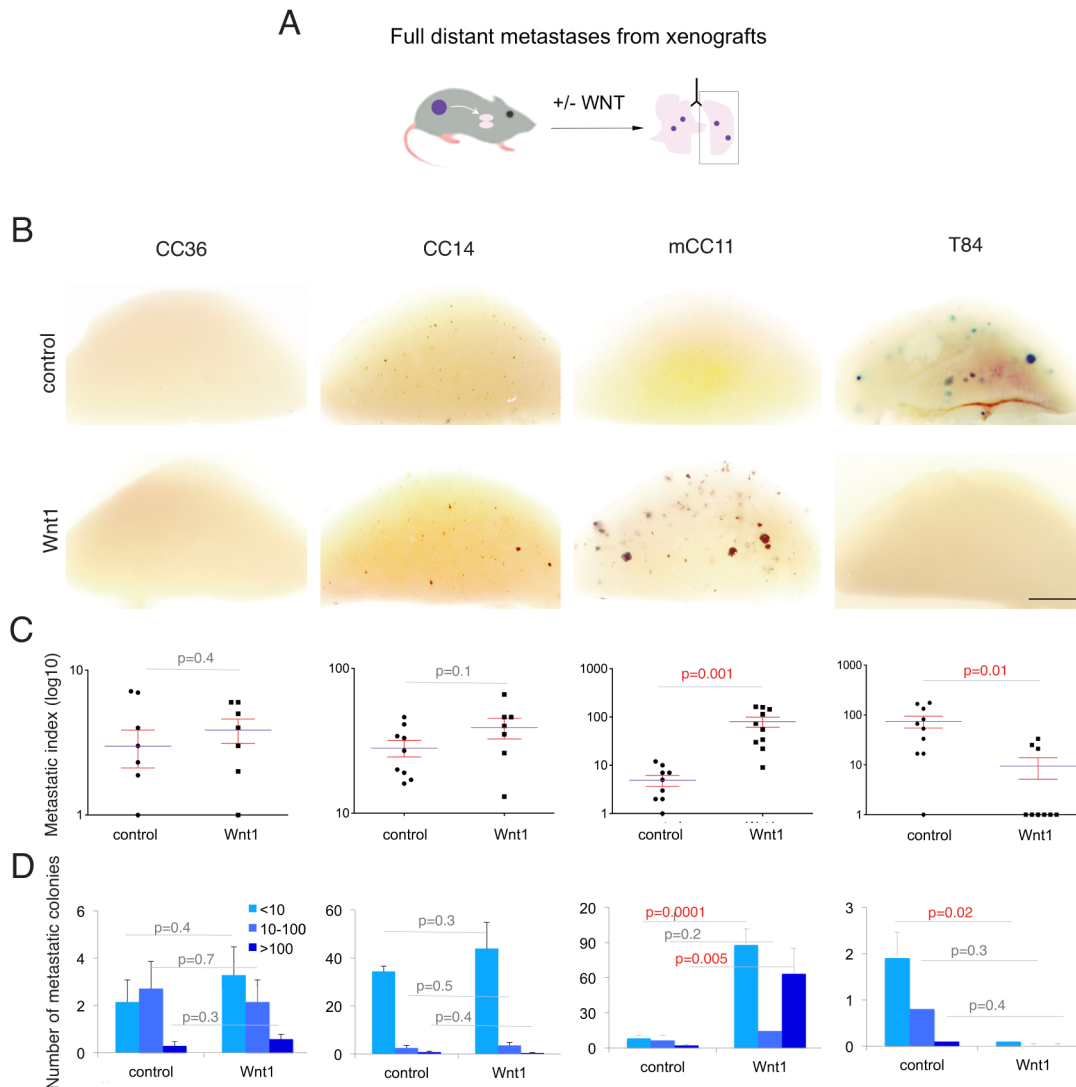 A
Full distant metastases from xenografts
+/- WNT
B
CC36
CC14
mCC11
T84
control
Wnt1
C
Metastatic index (log10)
10
1
p=0.4
control
Wnt1
100
10
p=0.1
control
Wnt1
1000
100
10
1
p=0.001
control
Wnt1
1000
100
10
1
p=0.01
control
Wnt1
D
Number of metastatic colonies
6
4
2
0
<10
10-100
>100
p=0.4
p=0.7
p=0.3
control
Wnt1
60
40
20
0
p=0.3
p=0.5
p=0.4
control
Wnt1
120
90
60
30
0
p=0.0001
p=0.2
p=0.005
control
Wnt1
3
2
1
0
p=0.02
p=0.3
p=0.4
control
Wnt1